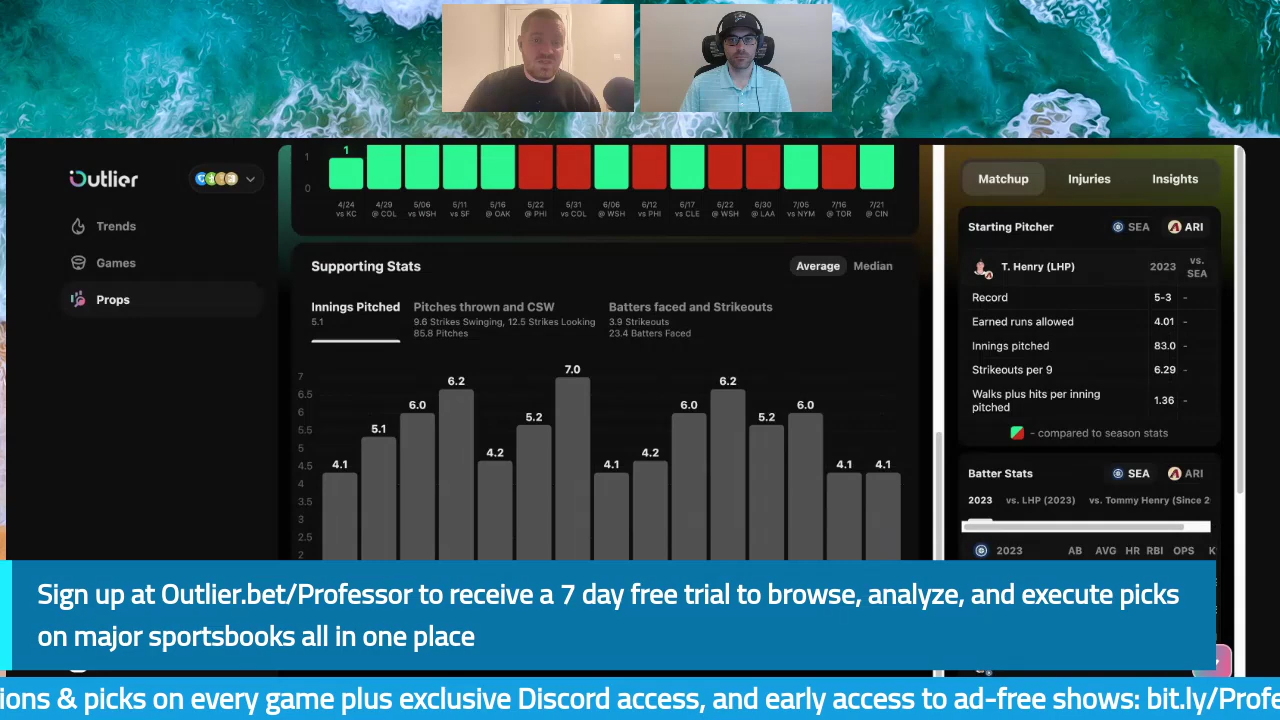 Outlier
Trends
Games
Props
1
1
0
4/24 4/29 5/06 5/11 5/16 5/22 5/31 6/06 6/12 6/17 6/22 6/30 7/05 7/16 7/21
vs KC @ COL vs WSH vs SF @ OAK @ PHI vs COL @ WSH vs PHI vs CLE @ WSH @ LAA vs NYM @ TOR @ CIN
Supporting Stats
Average Median
Innings Pitched Pitches thrown and CSW Batters faced and Strikeouts
5.1 9.6 Strikes Swinging, 12.5 Strikes Looking 3.9 Strikeouts
85.8 Pitches 23.4 Batters Faced
7
6.5
6
5.5
5
4.5
4
3.5
3
2
4.1 5.1 6.0 6.2 4.2 5.2 7.0 4.1 4.2 6.0 6.2 5.2 6.0 4.1 4.1
Matchup Injuries Insights
Starting Pitcher SEA ARI
T. Henry (LHP) 2023 vs. SEA
Record 5-3 -
Earned runs allowed 4.01 -
Innings pitched 83.0 -
Strikeouts per 9 6.29 -
Walks plus hits per inning
pitched 1.36 -
- compared to season stats
Batter Stats SEA ARI
2023 vs. LHP (2023) vs. Tommy Henry (Since 2
2023 AB AVG HR RBI OPS K
Sign up at Outlier.bet/Professor to receive a 7 day free trial to browse, analyze, and execute picks
on major sportsbooks all in one place
ions & picks on every game plus exclusive Discord access, and early access to ad-free shows: bit.ly/Profe